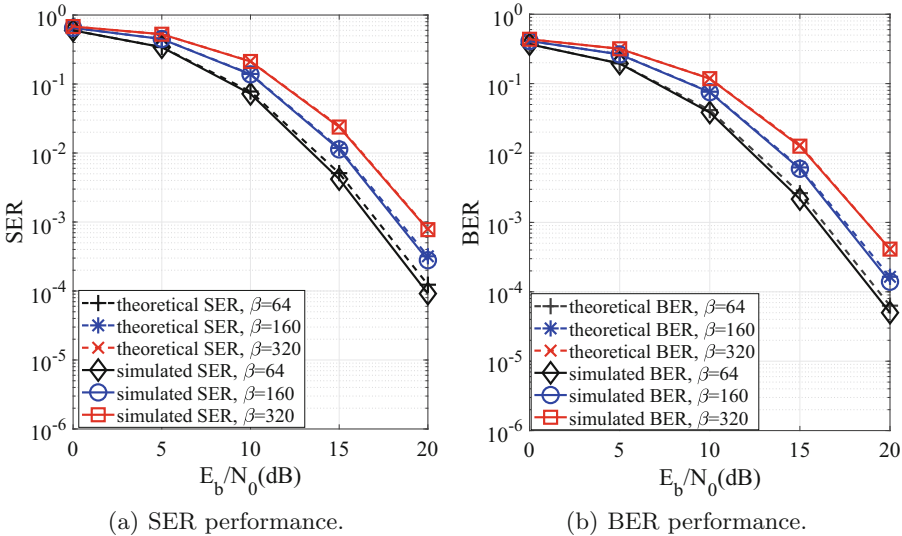 10^0
10^-1
10^-2
10^-3
10^-4
10^-5
10^-6
SER
theoretical SER, β=64
theoretical SER, β=160
theoretical SER, β=320
simulated SER, β=64
simulated SER, β=160
simulated SER, β=320
0 5 10 15 20
E_b/N_0(dB)
(a) SER performance.
10^0
10^-1
10^-2
10^-3
10^-4
10^-5
10^-6
BER
theoretical BER, β=64
theoretical BER, β=160
theoretical BER, β=320
simulated BER, β=64
simulated BER, β=160
simulated BER, β=320
0 5 10 15 20
E_b/N_0(dB)
(b) BER performance.